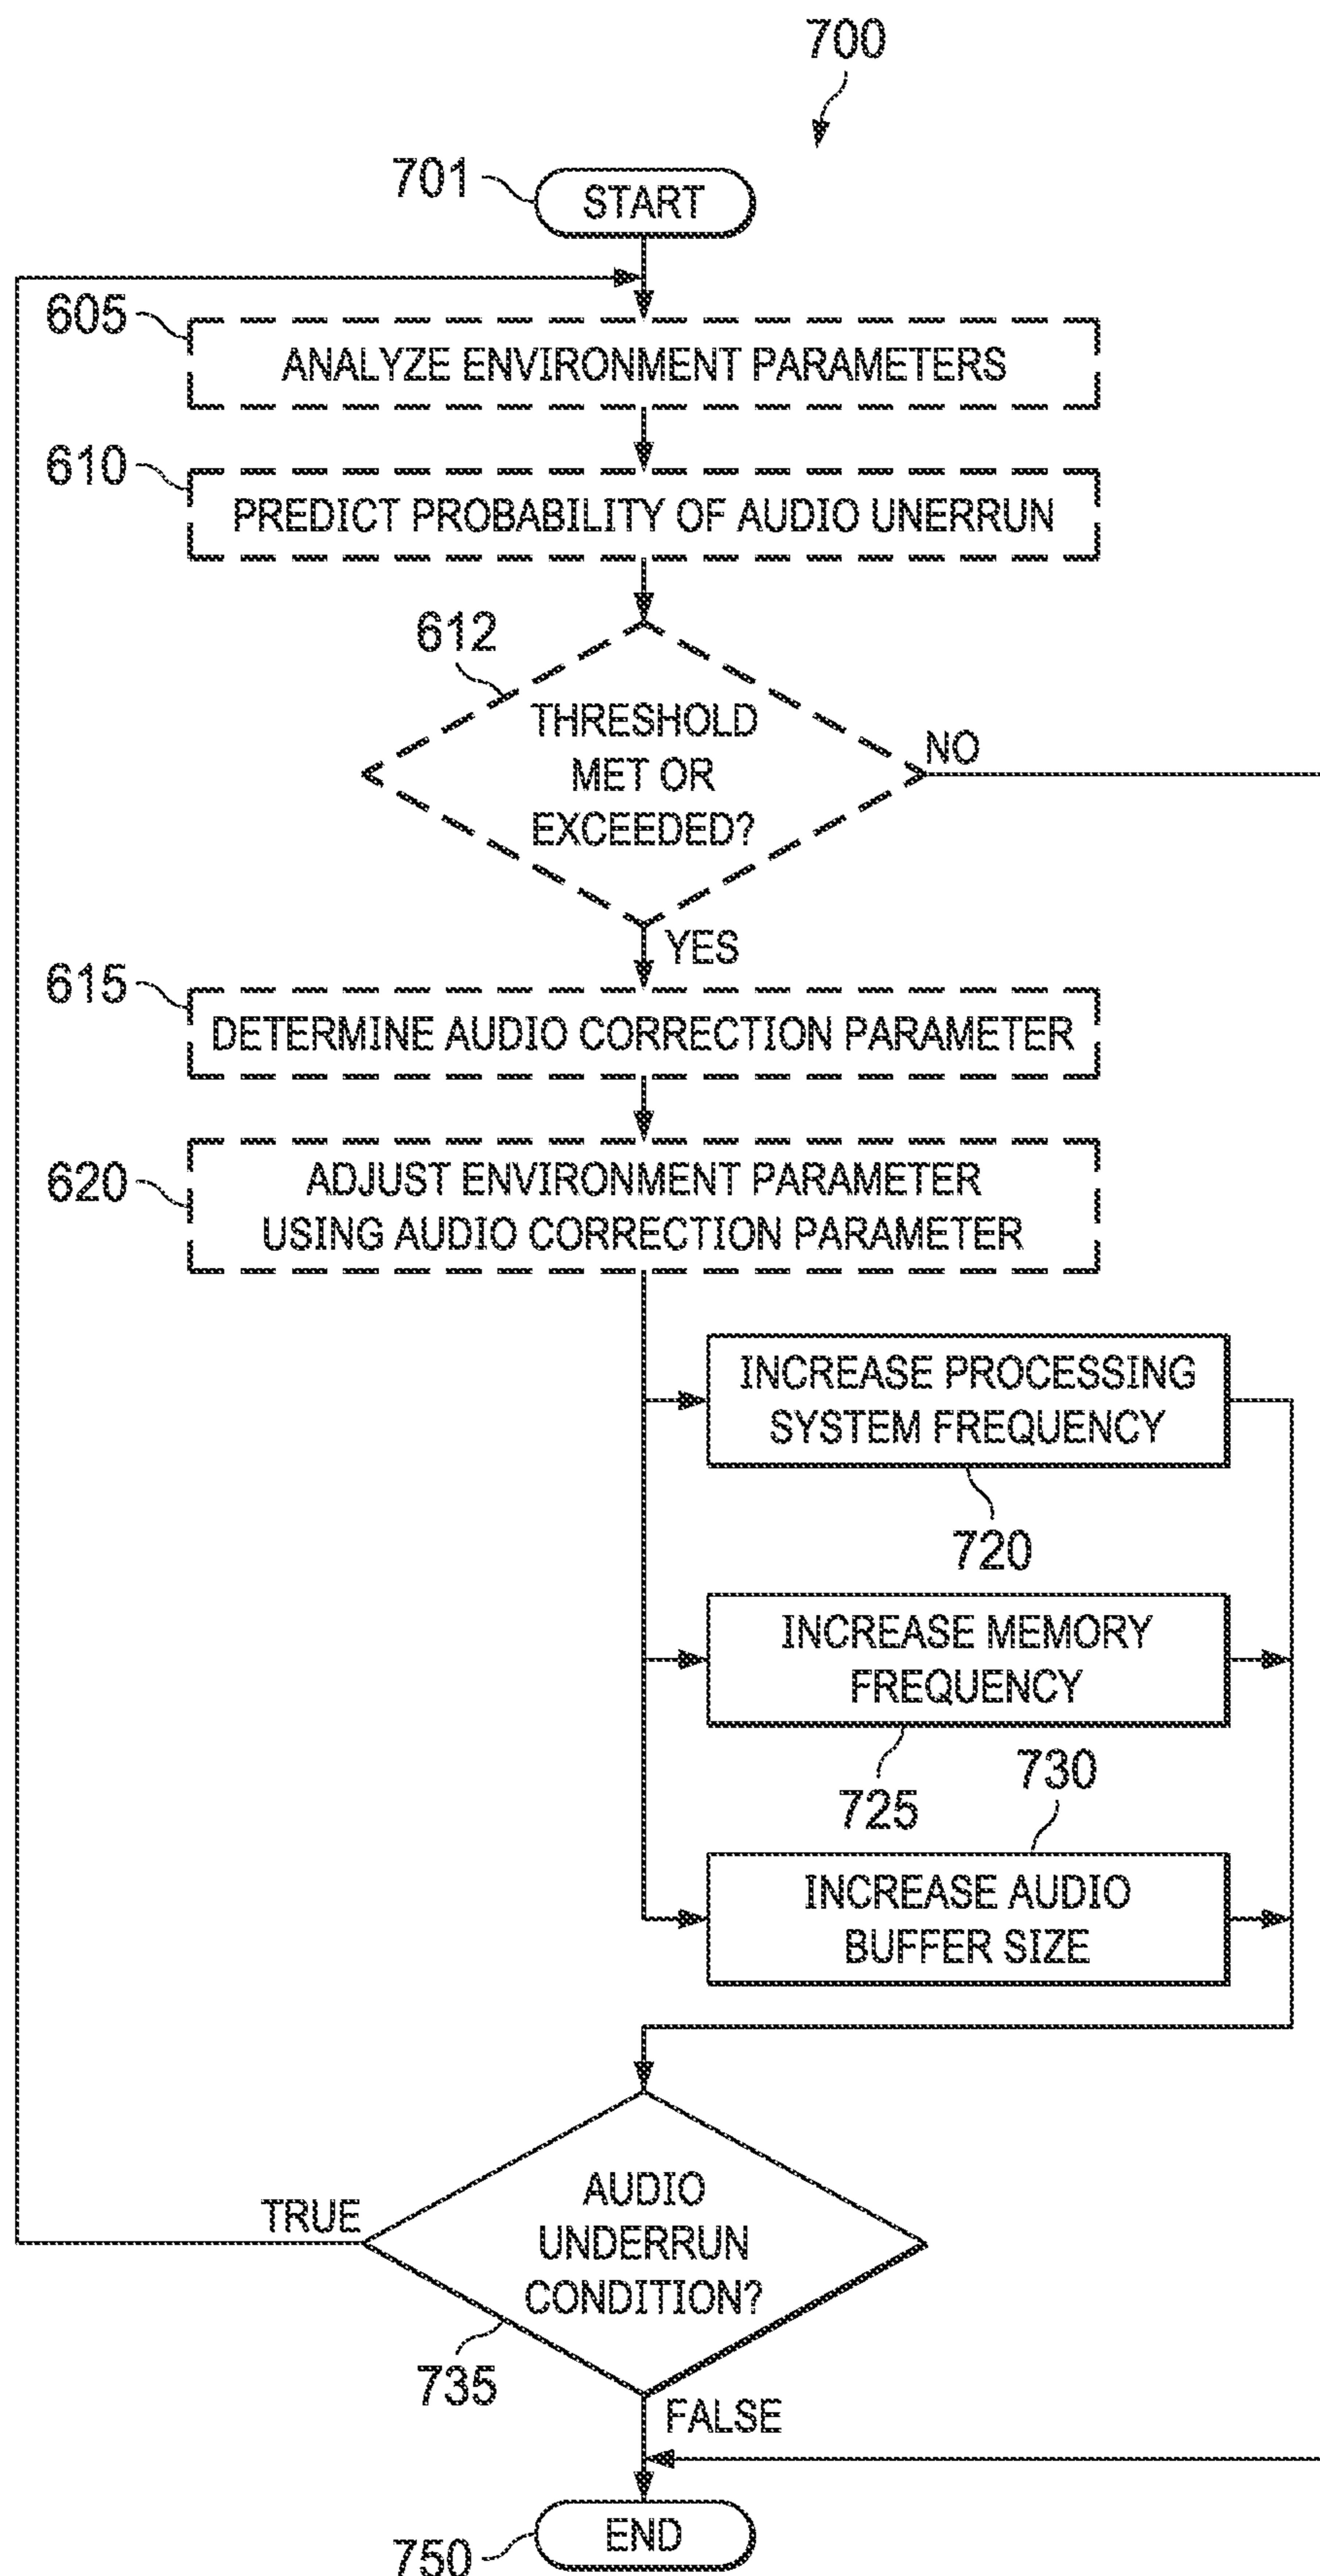 700
701
START
605
ANALYZE ENVIRONMENT PARAMETERS
610
PREDICT PROBABILITY OF AUDIO UNERRUN
612
THRESHOLD
MET OR
EXCEEDED?
NO
YES
615
DETERMINE AUDIO CORRECTION PARAMETER
620
ADJUST ENVIRONMENT PARAMETER
USING AUDIO CORRECTION PARAMETER
INCREASE PROCESSING
SYSTEM FREQUENCY
720
INCREASE MEMORY
FREQUENCY
725
730
INCREASE AUDIO
BUFFER SIZE
TRUE
AUDIO
UNDERRUN
CONDITION?
735
FALSE
END
750